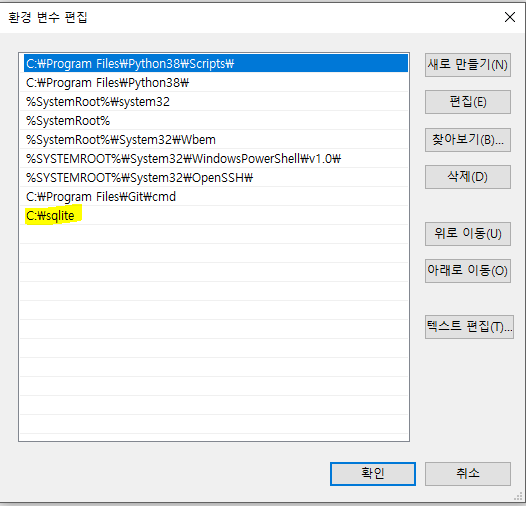 환경 변수 편집
C:₩Program Files₩Python38₩Scripts₩
C:₩Program Files₩Python38₩
%SystemRoot%₩system32
%SystemRoot%
%SystemRoot%₩System32₩Wbem
%SYSTEMROOT%₩System32₩WindowsPowerShell₩v1.0₩
%SYSTEMROOT%₩System32₩OpenSSH₩
C:₩Program Files₩Git₩cmd
C:₩sqlite
새로 만들기(N)
편집(E)
찾아보기(B)...
삭제(D)
위로 이동(U)
아래로 이동(O)
텍스트 편집(T)...
확인
취소